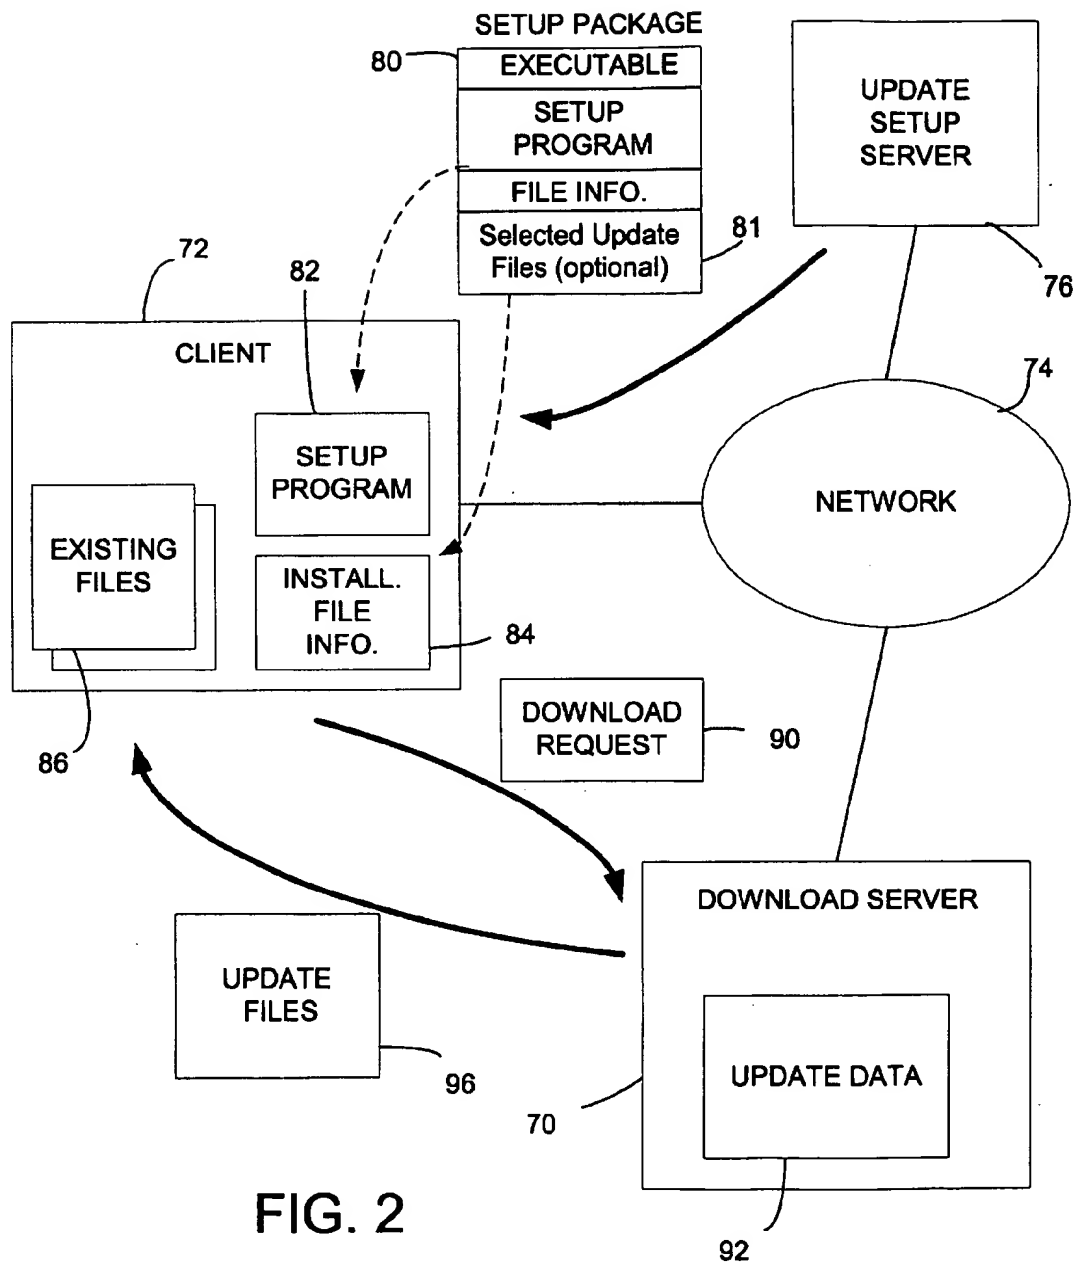 SETUP PACKAGE
80
EXECUTABLE
SETUP
PROGRAM
FILE INFO.
Selected Update
Files (optional)
81
UPDATE
SETUP
SERVER
76
72
82
CLIENT
74
SETUP
PROGRAM
NETWORK
EXISTING
FILES
INSTALL.
FILE
INFO.
84
86
DOWNLOAD
REQUEST
90
DOWNLOAD SERVER
UPDATE
FILES
96
UPDATE DATA
70
92
FIG. 2